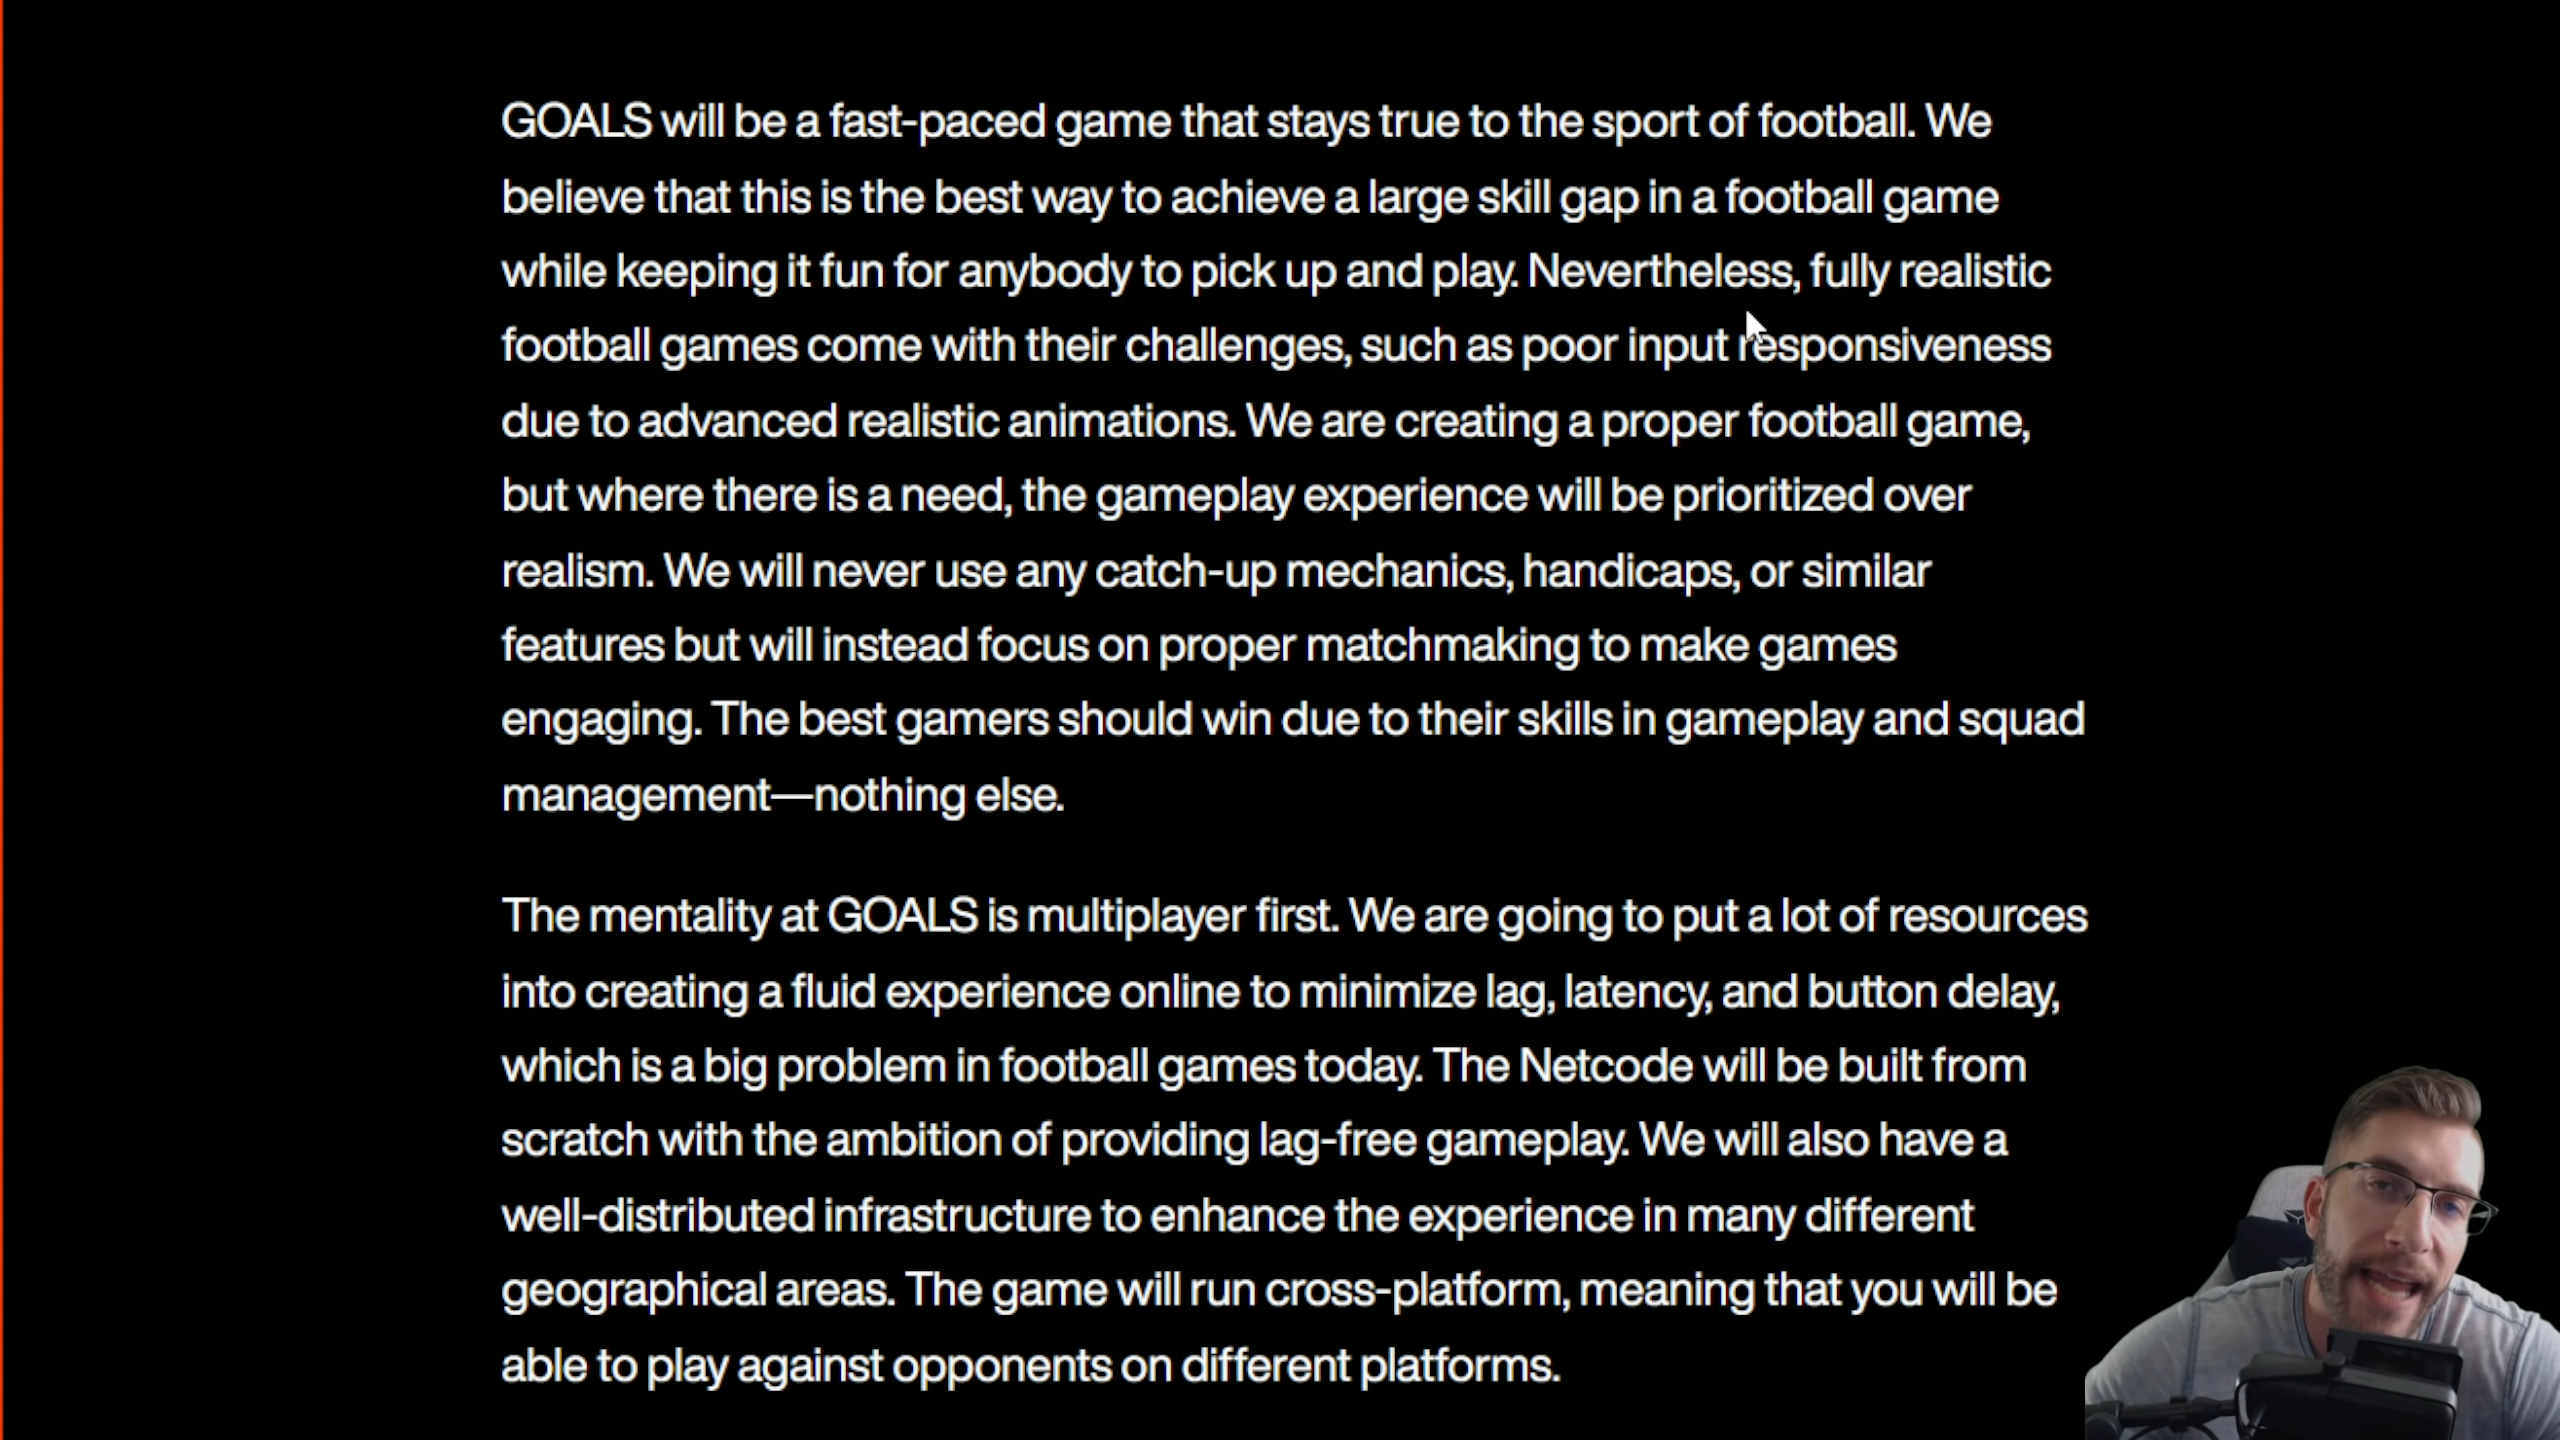 GOALS will be a fast-paced game that stays true to the sport of football. We
believe that this is the best way to achieve a large skill gap in a football game
while keeping it fun for anybody to pick up and play. Nevertheless, fully realistic
football games come with their challenges, such as poor input responsiveness
due to advanced realistic animations. We are creating a proper football game,
but where there is a need, the gameplay experience will be prioritized over
realism. We will never use any catch-up mechanics, handicaps, or similar
features but will instead focus on proper matchmaking to make games
engaging. The best gamers should win due to their skills in gameplay and squad
management—nothing else.
The mentality at GOALS is multiplayer first. We are going to put a lot of resources
into creating a fluid experience online to minimize lag, latency, and button delay,
which is a big problem in football games today. The Netcode will be built from
scratch with the ambition of providing lag-free gameplay. We will also have a
well-distributed infrastructure to enhance the experience in many different
geographical areas. The game will run cross-platform, meaning that you will be
able to play against opponents on different platforms.